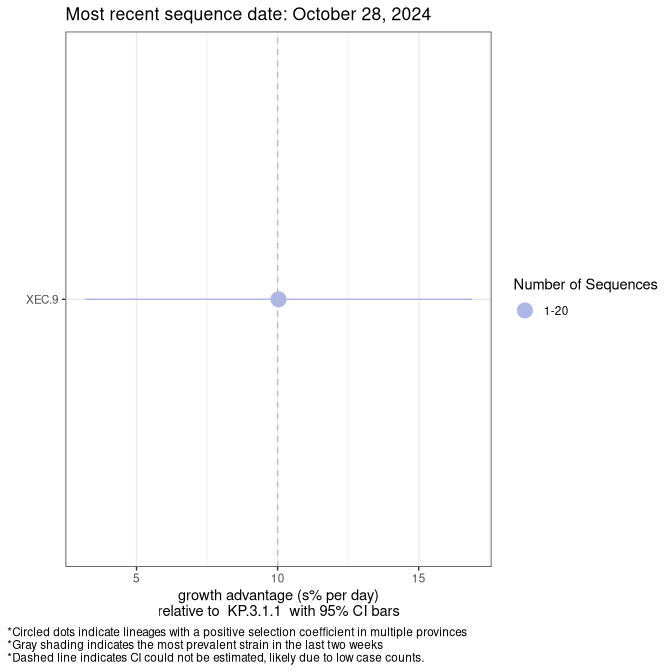 Most recent sequence date: October 28, 2024
XEC.9
Number of Sequences
1-20
5 10 15
growth advantage (s% per day)
relative to KP.3.1.1 with 95% CI bars
*Circled dots indicate lineages with a positive selection coefficient in multiple provinces
*Gray shading indicates the most prevalent strain in the last two weeks
*Dashed line indicates CI could not be estimated, likely due to low case counts.